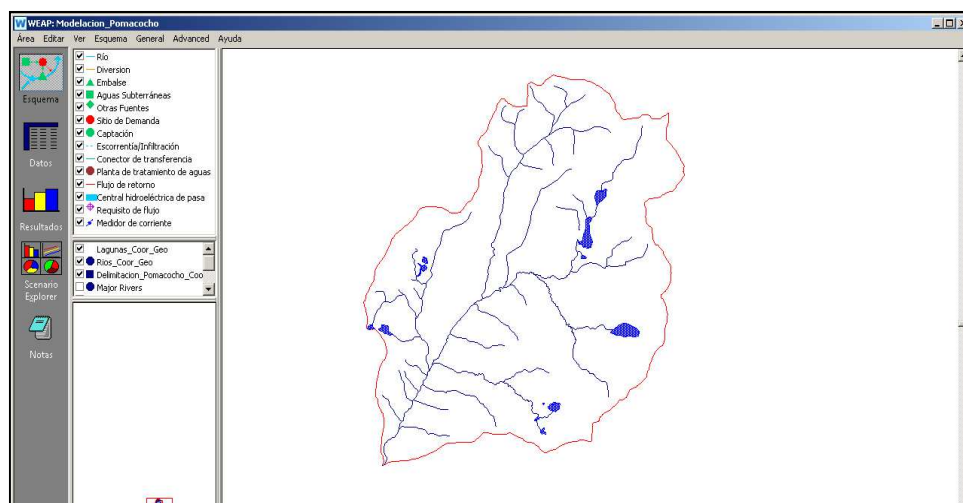 WEAP: Modelacion_Pomacocho
Área Editar Ver Esquema General Advanced Ayuda
Esquema
Datos
Resultados
Scenario
Explorer
Notas
Río
Diversion
Embalse
Aguas Subterráneas
Otras Fuentes
Sitio de Demanda
Captación
Escorrentía/Infiltración
Conector de transferencia
Planta de tratamiento de aguas
Flujo de retorno
Central hidroeléctrica de pasa
Requisito de flujo
Medidor de corriente
Lagunas_Coor_Geo
Rios_Coor_Geo
Delimitacion_Pomacocho_Coo
Major Rivers